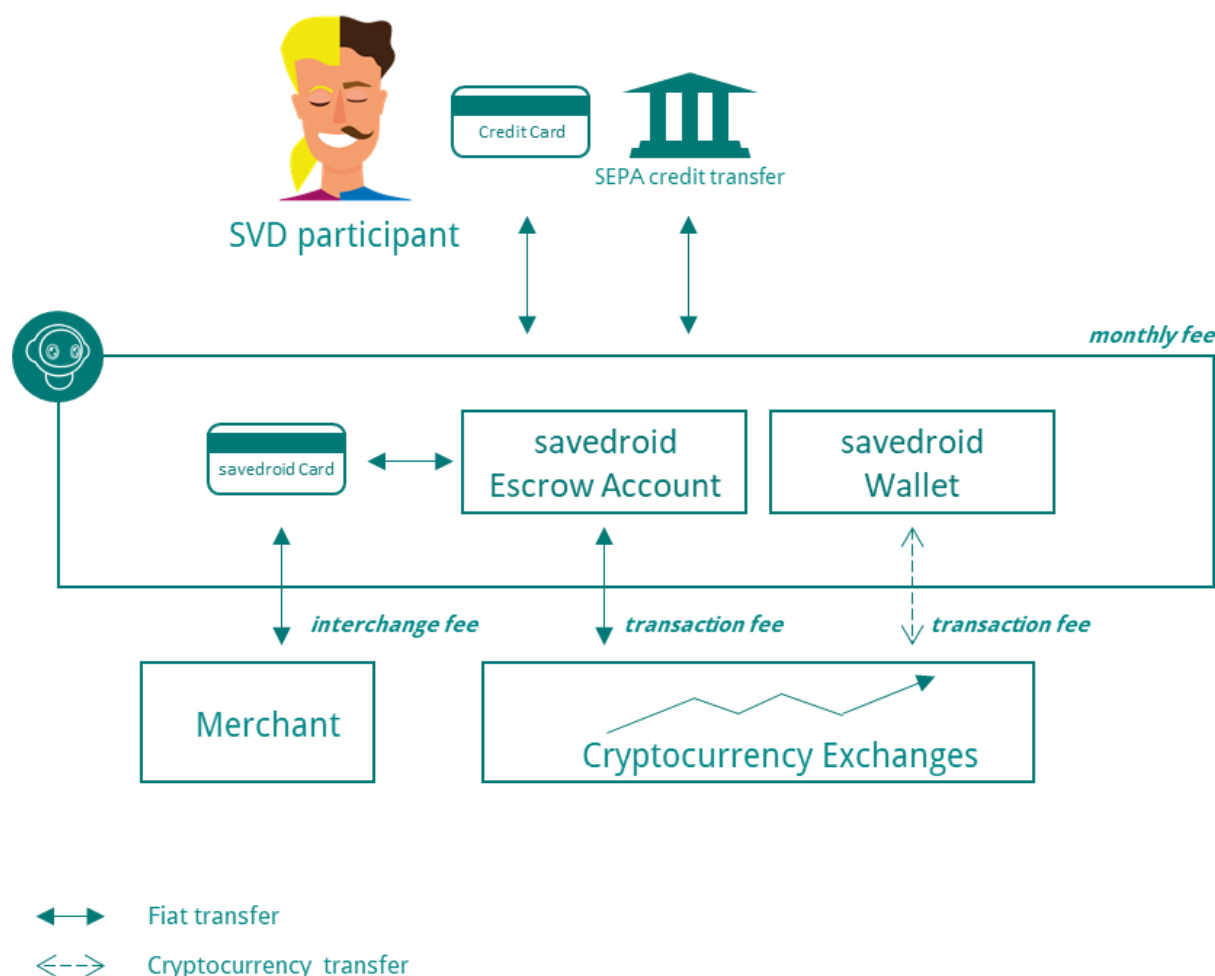 Credit Card
SEPA credit transfer
SVD participant
monthly fee
savedroid Card
savedroid
Escrow Account
savedroid
Wallet
interchange fee
transaction fee
transaction fee
Merchant
Cryptocurrency Exchanges
Fiat transfer
Cryptocurrency transfer